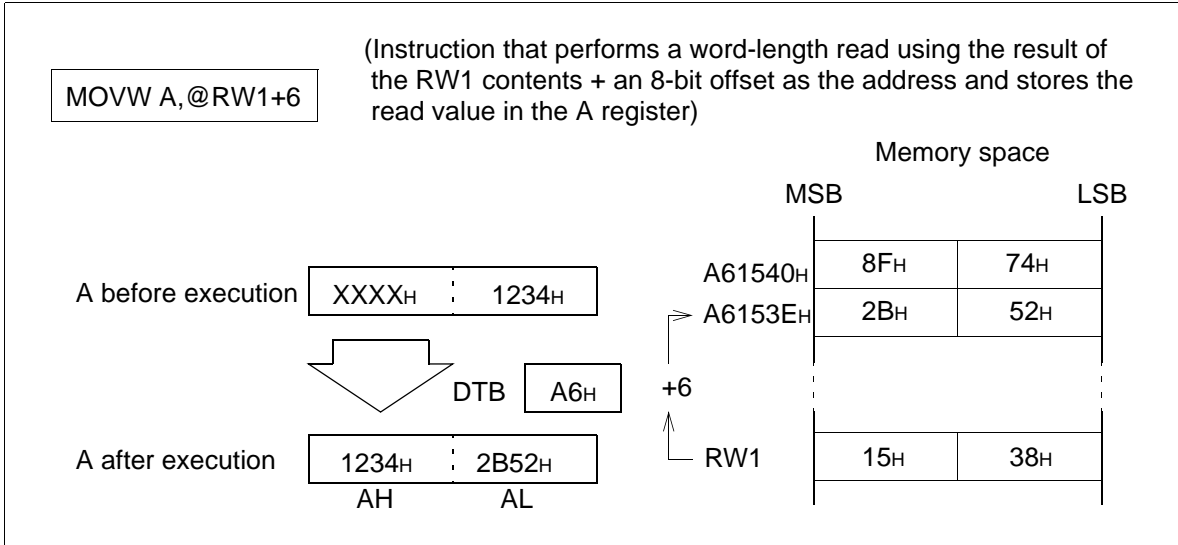 (Instruction that performs a word-length read using the result of
MOVW A,@RW1+6
the RW1 contents + an 8-bit offset as the address and stores the
read value in the A register)
Memory space
MSB LSB
A61540H 8FH 74H
A before execution XXXXH 1234H
A6153EH 2BH 52H
DTB A6H +6
A after execution 1234H 2B52H
RW1 15H 38H
AH AL